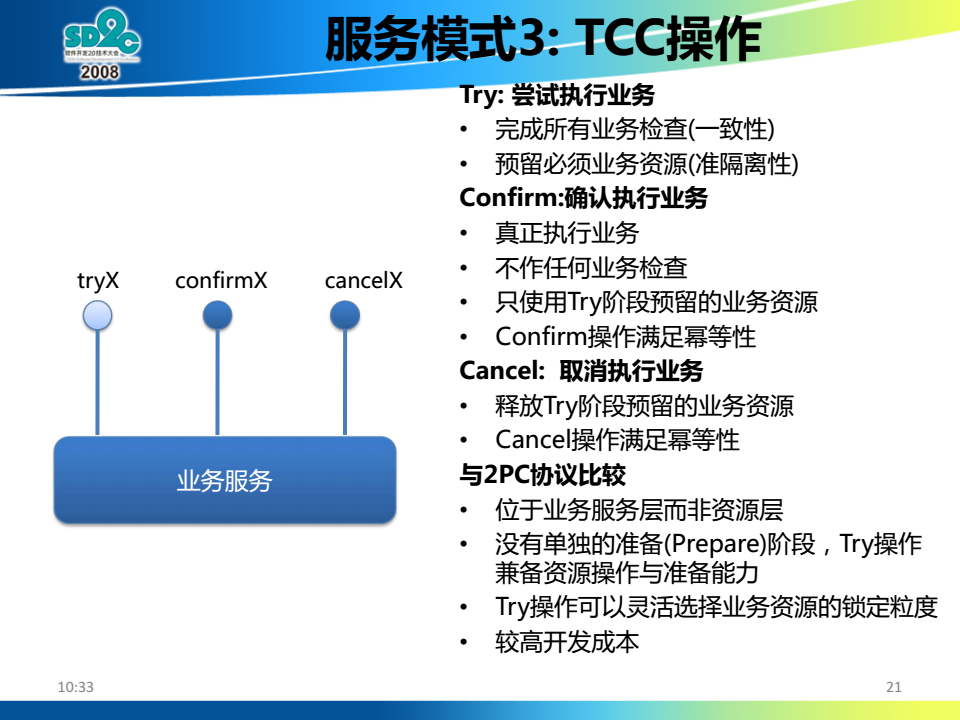 SD2C
软件开发2.0技术大会
2008
服务模式3: TCC操作
Try: 尝试执行业务
• 完成所有业务检查(一致性)
• 预留必须业务资源(准隔离性)
Confirm:确认执行业务
• 真正执行业务
• 不作任何业务检查
• 只使用Try阶段预留的业务资源
• Confirm操作满足幂等性
Cancel: 取消执行业务
• 释放Try阶段预留的业务资源
• Cancel操作满足幂等性
与2PC协议比较
• 位于业务服务层而非资源层
• 没有单独的准备(Prepare)阶段，Try操作
兼备资源操作与准备能力
• Try操作可以灵活选择业务资源的锁定粒度
• 较高开发成本
tryX confirmX cancelX
业务服务
10:33
21